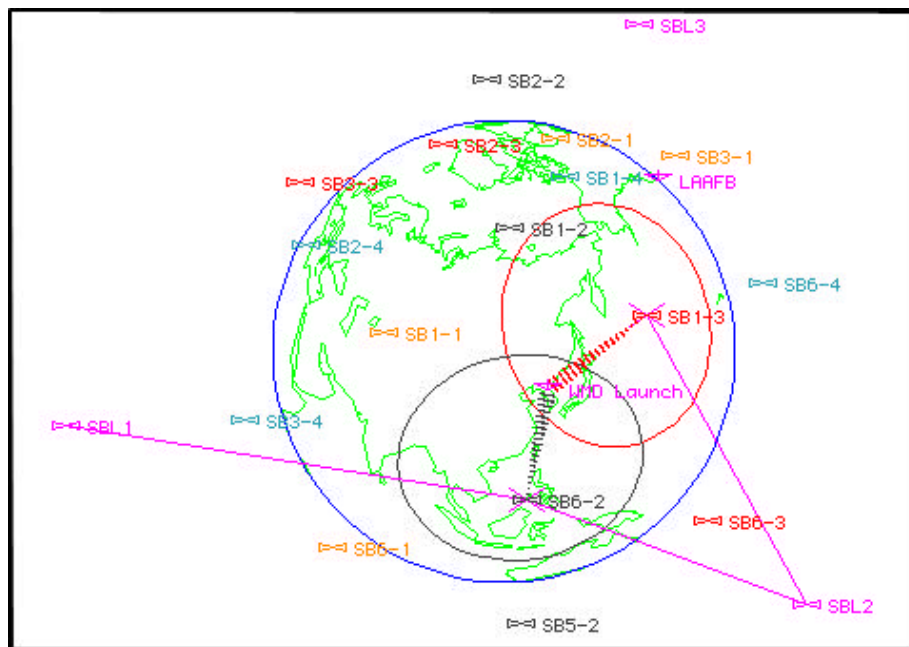 SBL3
SB2-2
SB2-1
SB2-3
SB3-1
SB1-4
LAAFB
SB3-3
SB1-2
SB2-4
SB6-4
SB1-3
SB1-1
WMD Launch
SB3-4
SBL1
SB6-2
SB6-3
SB6-1
SBL2
SB5-2